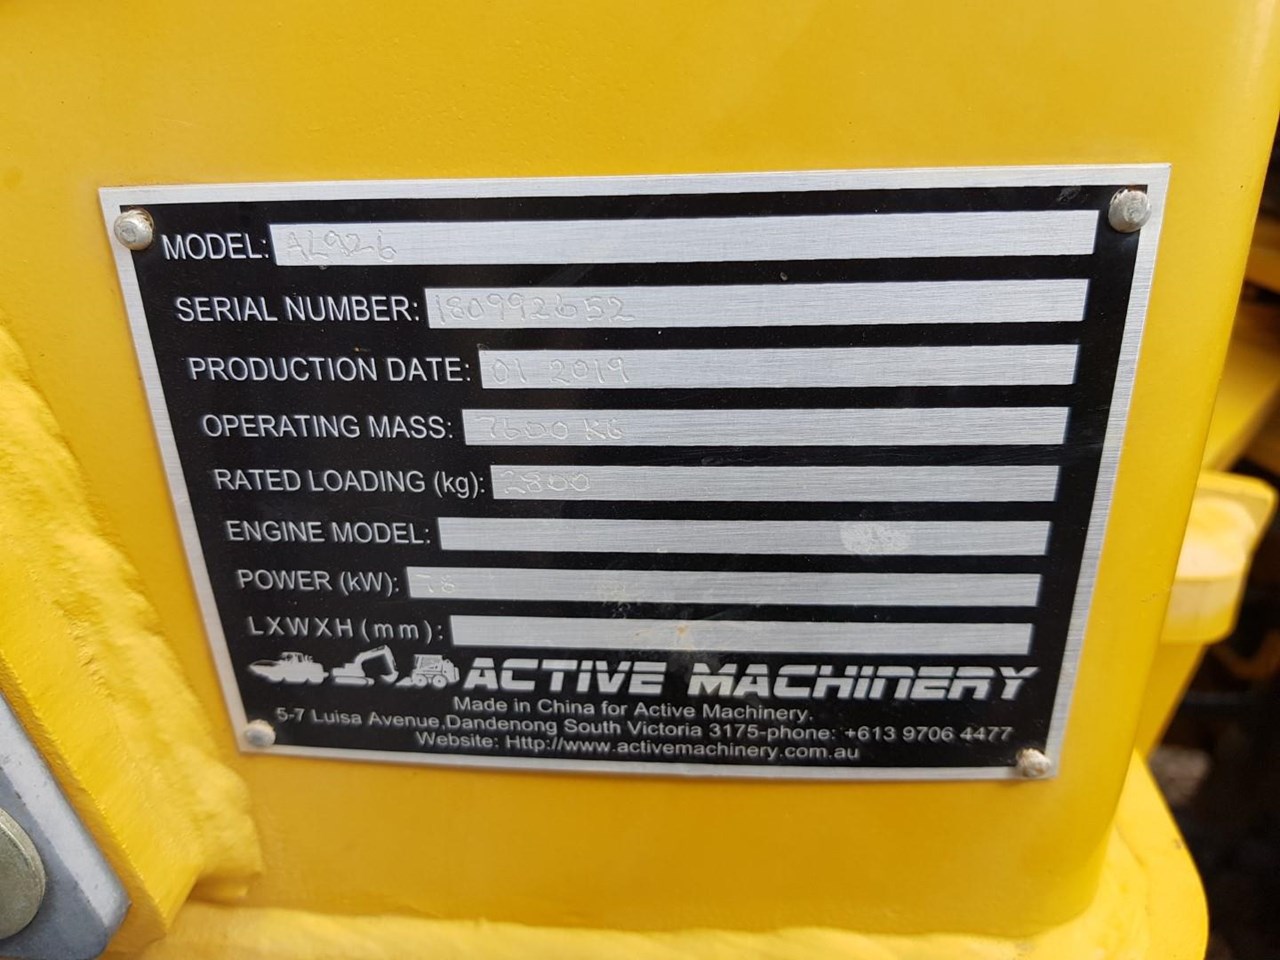 MODEL: AL926
SERIAL NUMBER: 180992652
PRODUCTION DATE: 01 2019
OPERATING MASS: 7600 KG
RATED LOADING (kg): 2800
ENGINE MODEL:
POWER (kW): 78
LXWXH(mm):
ACTIVE MACHINERY
Made in China for Active Machinery.
5-7 Luisa Avenue,Dandenong South Victoria 3175-phone: +613 9706 4477
Website: Http://www.activemachinery.com.au